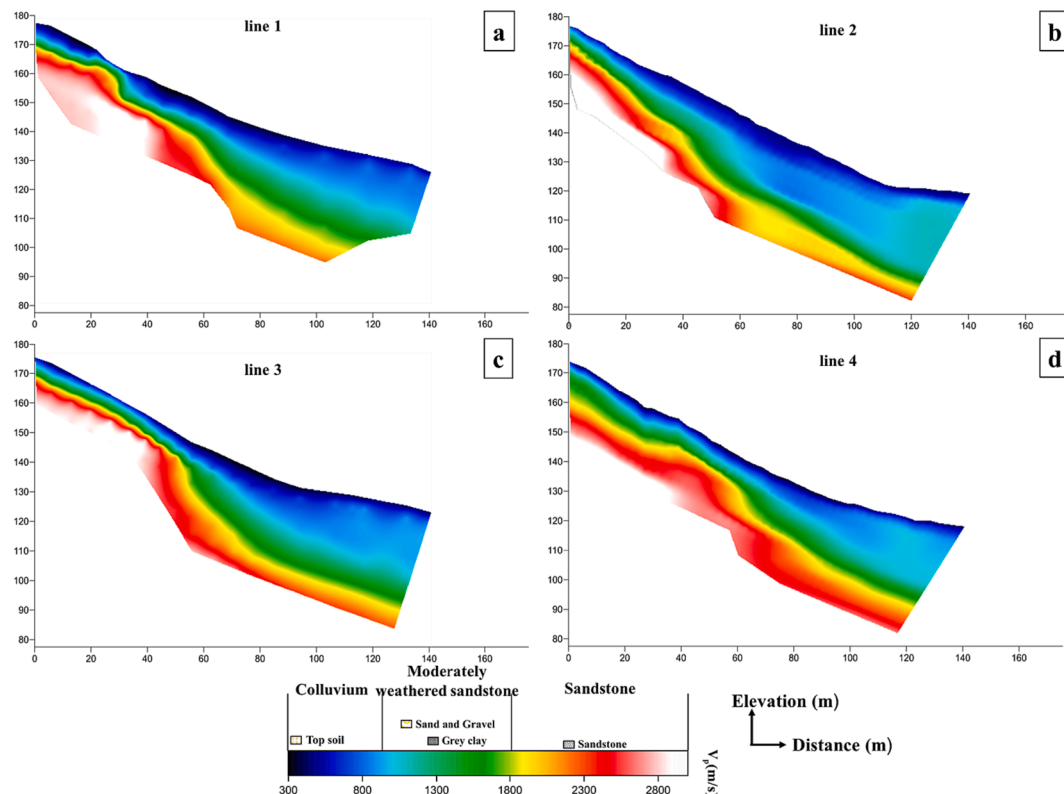 line 1
a
180
170
160
150
140
130
120
110
100
90
80
0 20 40 60 80 100 120 140 160
line 2
b
180
170
160
150
140
130
120
110
100
90
80
0 20 40 60 80 100 120 140 160
line 3
c
180
170
160
150
140
130
120
110
100
90
80
0 20 40 60 80 100 120 140 160
line 4
d
180
170
160
150
140
130
120
110
100
90
80
0 20 40 60 80 100 120 140 160
Colluvium
Moderately
weathered sandstone
Sandstone
Top soil
Sand and Gravel
Grey clay
Sandstone
300 800 1300 1800 2300 2800
Vp(m/s)
Elevation (m)
Distance (m)